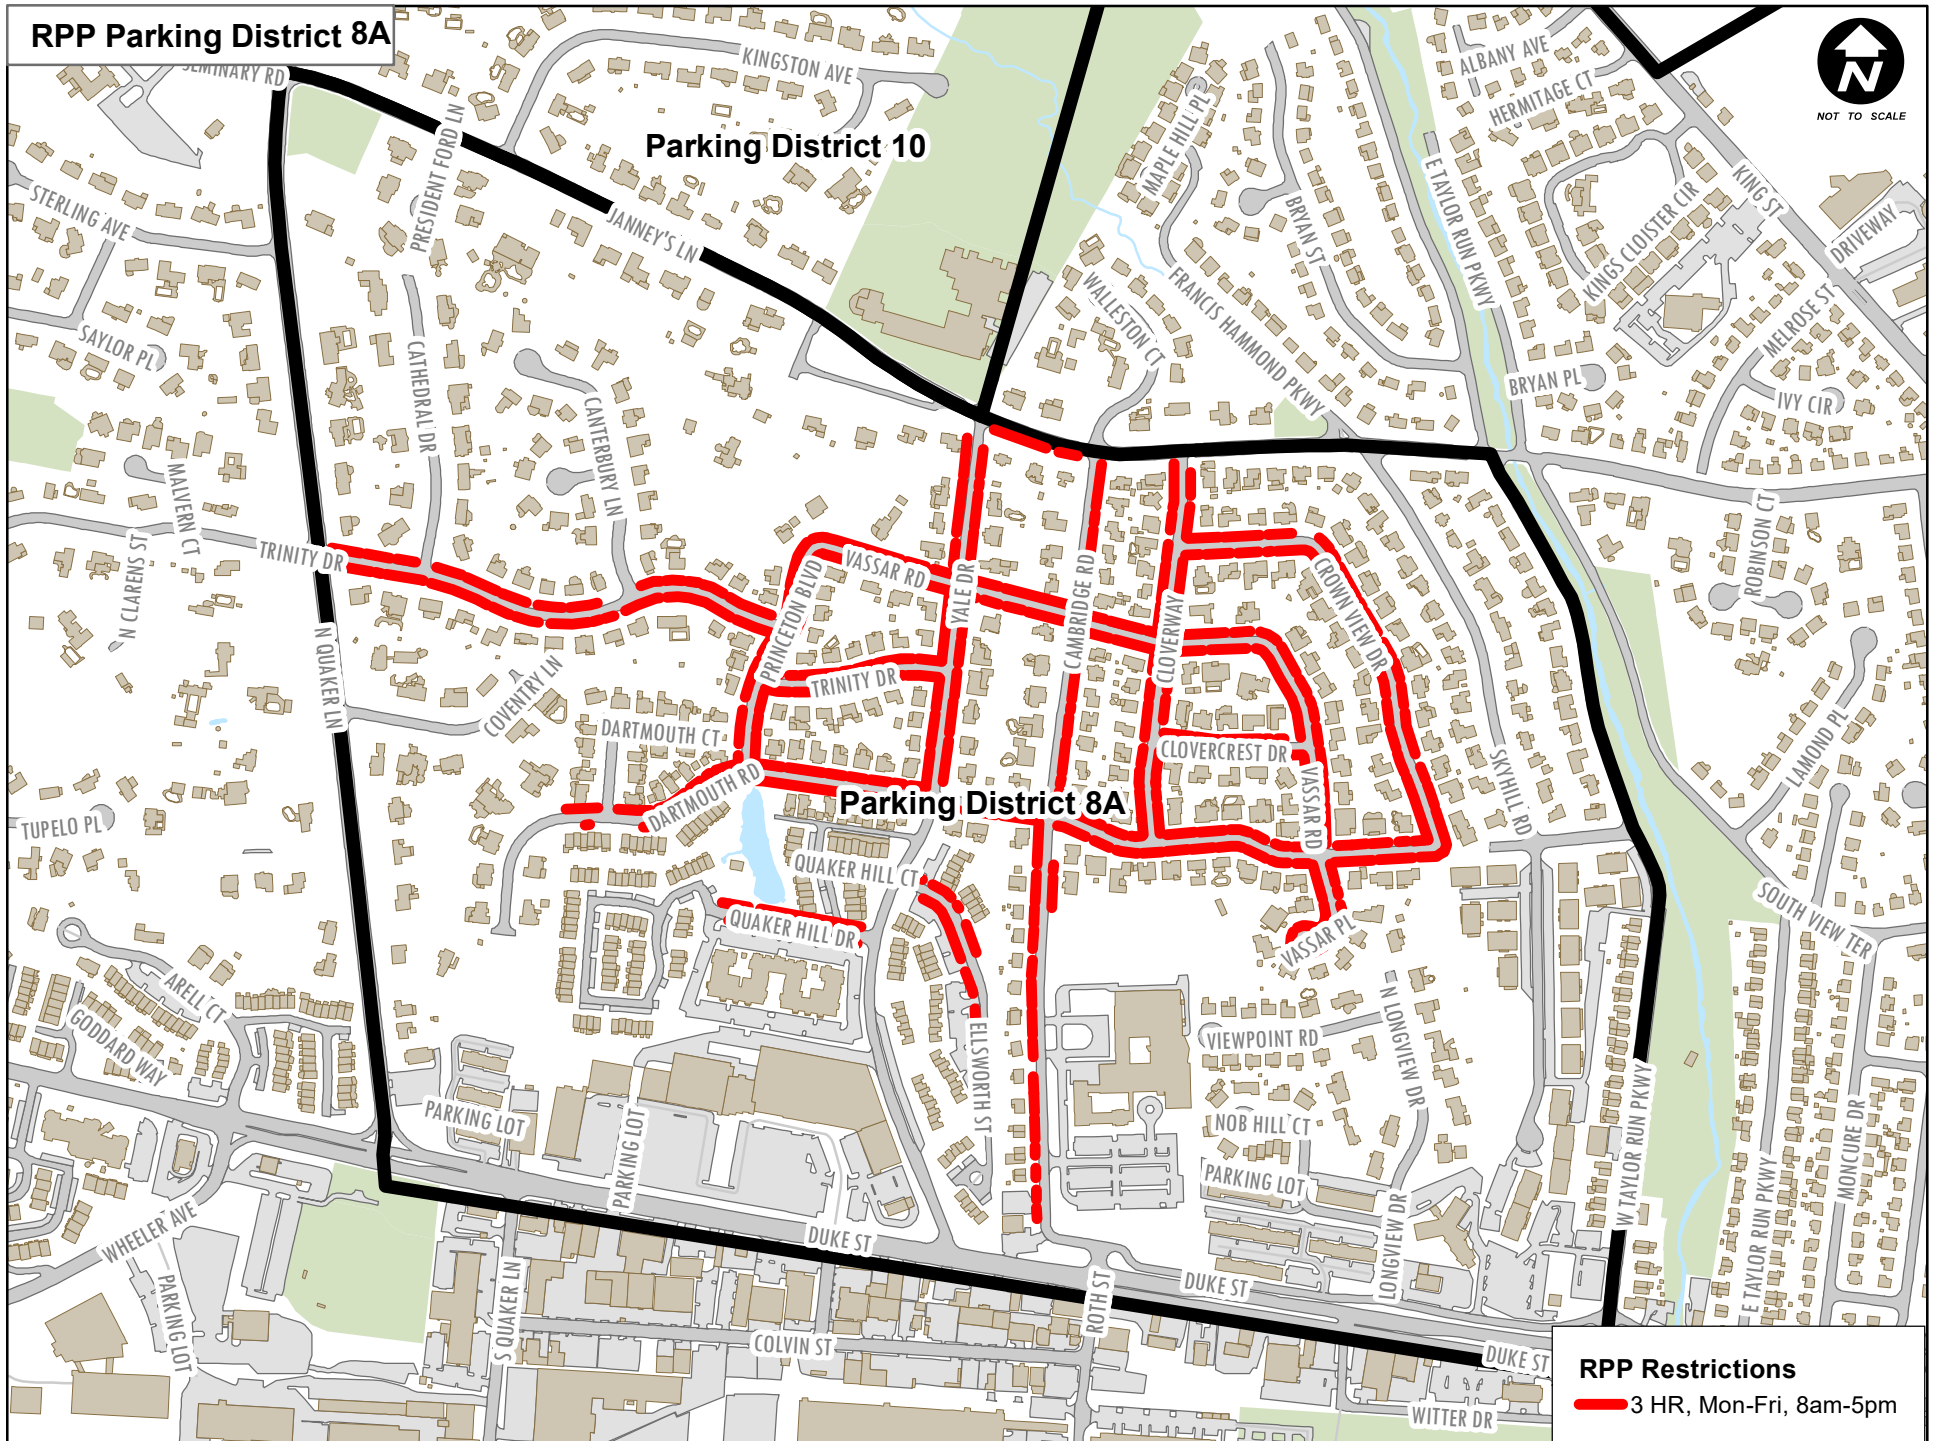 RPP Parking District 8A
SEMINARY RD
KINGSTON AVE
ALBANY AVE
HERMITAGE CT
N
NOT TO SCALE
PRESIDENT FORD LN
Parking District 10
MAPLE HILL PL
E TAYLOR RUN PKWY
KING ST
STERLING AVE
JANNEY'S LN
BRYAN ST
KINGS CLOISTER CIR
DRIVEWAY
WALLESTON CT
FRANCIS HAMMOND PKWY
MELROSE ST
SAYLOR PL
CATHEDRAL DR
CANTERBURY LN
BRYAN PL
IVY CIR
MALVERN CT
N CLARENS ST
TRINITY DR
VASSAR RD
PRINCETON BLVD
YALE DR
CAMBRIDGE RD
CLOVERWAY
CROWN VIEW DR
ROBINSON CT
N QUAKER LN
COVENTRY LN
TRINITY DR
DARTMOUTH CT
CLOVERCREST DR
SKYHILL RD
LAMOND PL
DARTMOUTH RD
Parking District 8A
VASSAR RD
TUPELO PL
QUAKER HILL CT
QUAKER HILL DR
VASSAR PL
SOUTH VIEW TER
ARELL CT
GODDARD WAY
ELLSWORTH ST
VIEWPOINT RD
N LONGVIEW DR
PARKING LOT
PARKING LOT
NOB HILL CT
PARKING LOT
W TAYLOR RUN PKWY
MONCURE DR
E TAYLOR RUN PKWY
WHEELER AVE
PARKING LOT
DUKE ST
DUKE ST
LONGVIEW DR
S QUAKER LN
COLVIN ST
ROTH ST
DUKE ST
WITTER DR
RPP Restrictions
3 HR, Mon-Fri, 8am-5pm